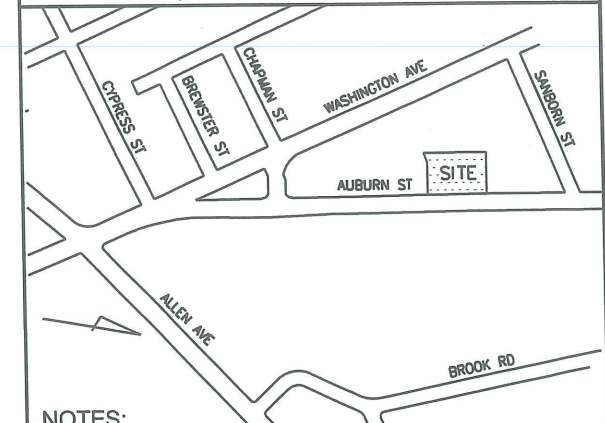 CYPRESS ST
BREWSTER ST
CHAPMAN ST
WASHINGTON AVE
SANBORN ST
AUBURN ST
SITE
ALLEN AVE
BROOK RD
NOTES: